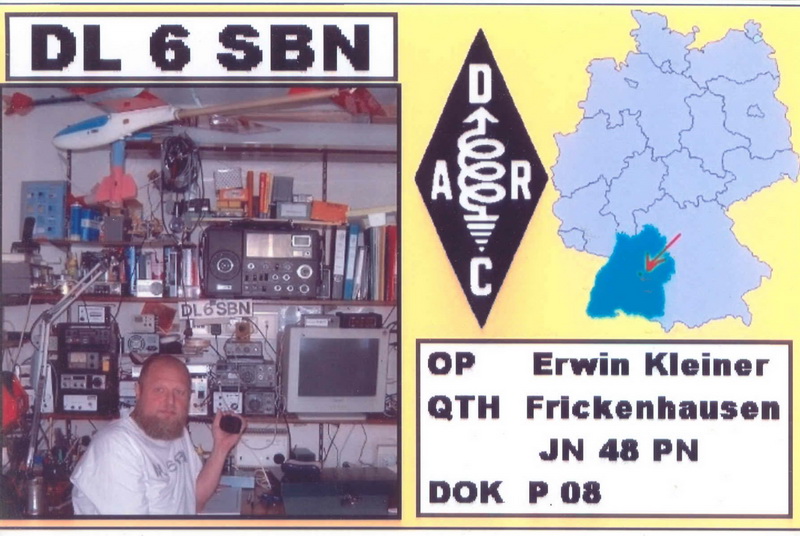 DL 6 SBN
DL6SBN
D
A R
C
OP Erwin Kleiner
QTH Frickenhausen
JN 48 PN
DOK P 08